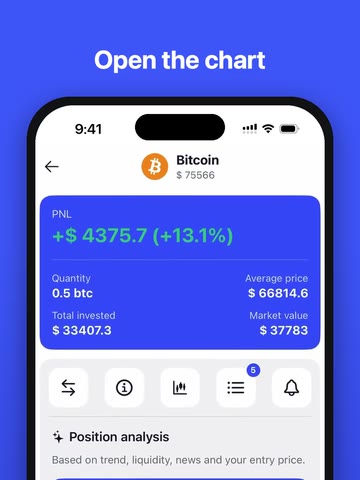 Open the chart
9:41
Bitcoin
$ 75566
PNL
+$ 4375.7 (+13.1%)
Quantity Average price
0.5 btc $ 66814.6
Total invested Market value
$ 33407.3 $ 37783
5
Position analysis
Based on trend, liquidity, news and your entry price.